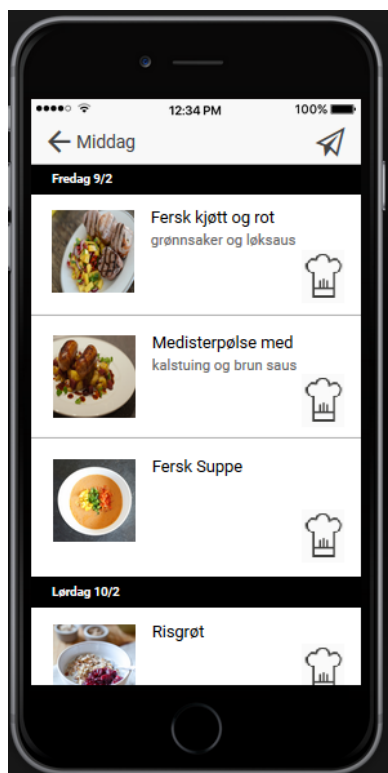 12:34 PM
100%
Middag
Fredag 9/2
Fersk kjøtt og rot
grønnsaker og løksaus
Medisterpølse med
kalstuing og brun saus
Fersk Suppe
Lørdag 10/2
Risgrøt